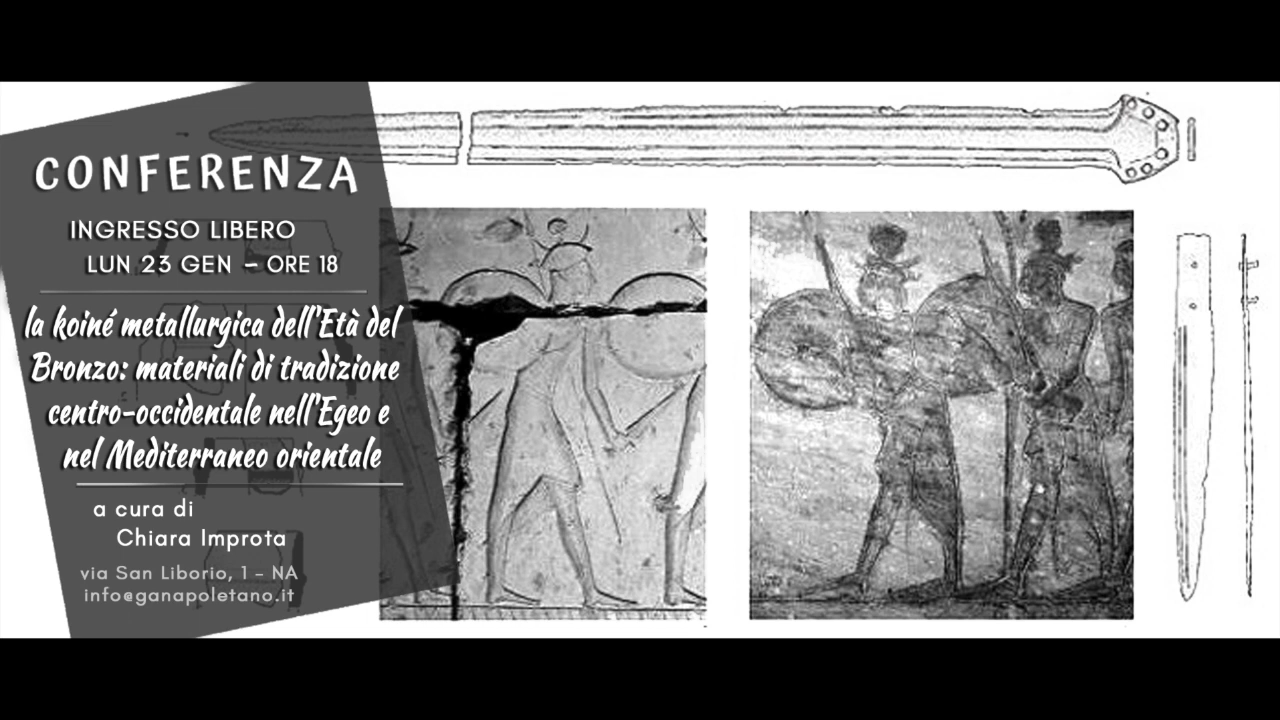 CONFERENZA
INGRESSO LIBERO
LUN 23 GEN – ORE 18
la koiné metallurgica dell'Età del
Bronzo: materiali di tradizione
centro-occidentale nell'Egeo e
nel Mediterraneo orientale
a cura di
Chiara Improta
via San Liborio, 1 – NA
info@ganapoletano.it